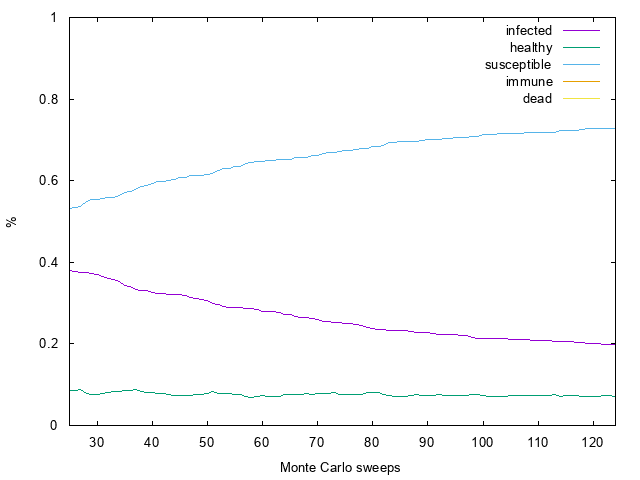 1
infected
healthy
susceptible
immune
dead
0.8
0.6
%
0.4
0.2
0
30 40 50 60 70 80 90 100 110 120
Monte Carlo sweeps